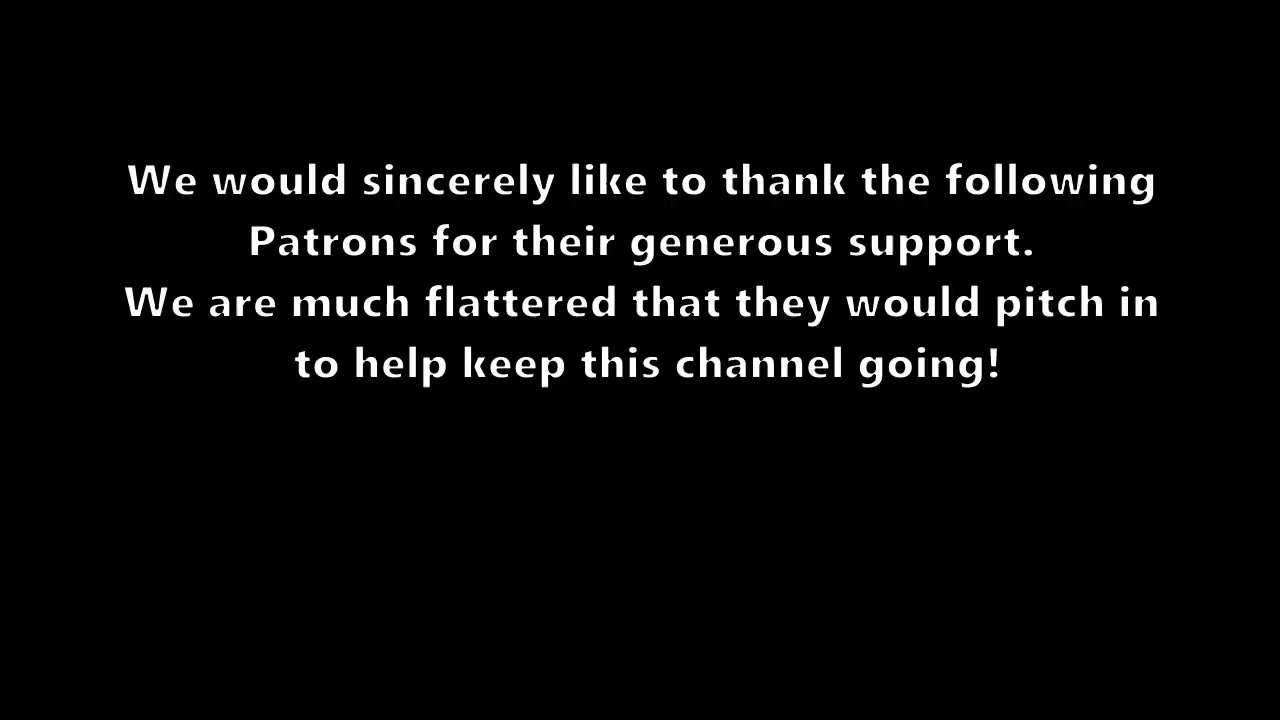 We would sincerely like to thank the following
Patrons for their generous support.
We are much flattered that they would pitch in
to help keep this channel going!